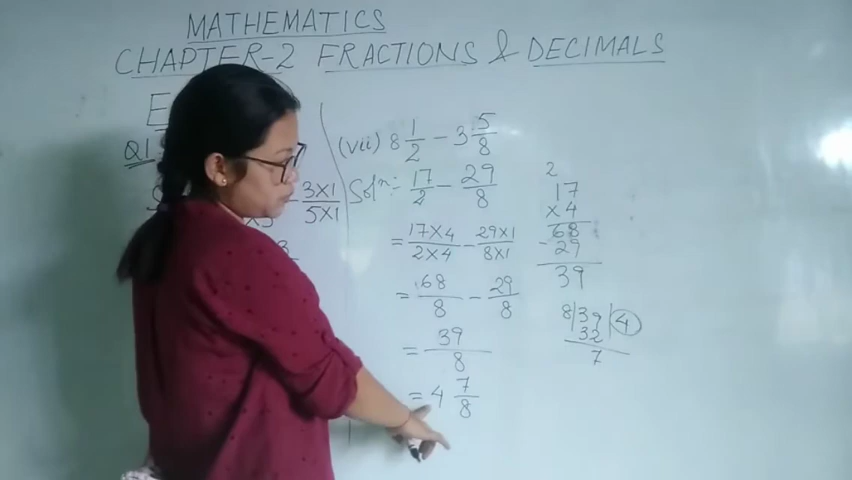 MATHEMATICS
CHAPTER-2 FRACTIONS & DECIMALS
E
Q1
3×1
5×1
(vii) 8 1/2 - 3 5/8
Solⁿ:- 17/2 - 29/8
= 17×4/2×4 - 29×1/8×1
= 68/8 - 29/8
= 39/8
= 4 7/8
2
17
×4
68
- 29
39
8|39|4
32
7